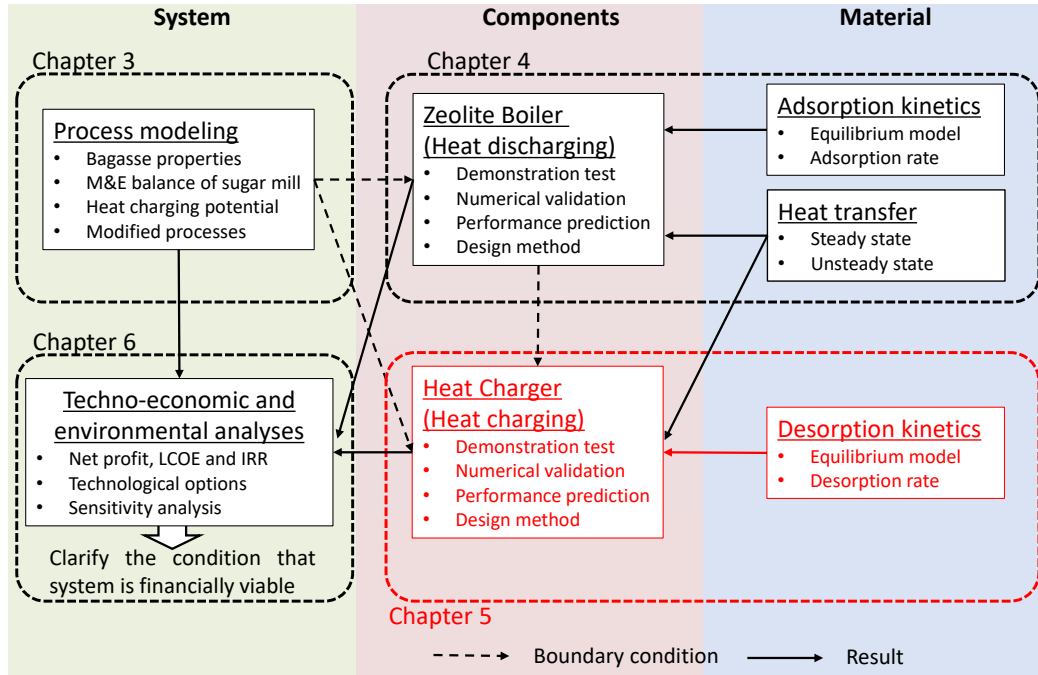 System
Components
Material
Chapter 3
Process modeling
• Bagasse properties
• M&E balance of sugar mill
• Heat charging potential
• Modified processes
Chapter 4
Zeolite Boiler
(Heat discharging)
• Demonstration test
• Numerical validation
• Performance prediction
• Design method
Adsorption kinetics
• Equilibrium model
• Adsorption rate
Heat transfer
• Steady state
• Unsteady state
Chapter 6
Techno-economic and
environmental analyses
• Net profit, LCOE and IRR
• Technological options
• Sensitivity analysis
Clarify the condition that
system is financially viable
Heat Charger
(Heat charging)
• Demonstration test
• Numerical validation
• Performance prediction
• Design method
Desorption kinetics
• Equilibrium model
• Desorption rate
Chapter 5
Boundary condition
Result